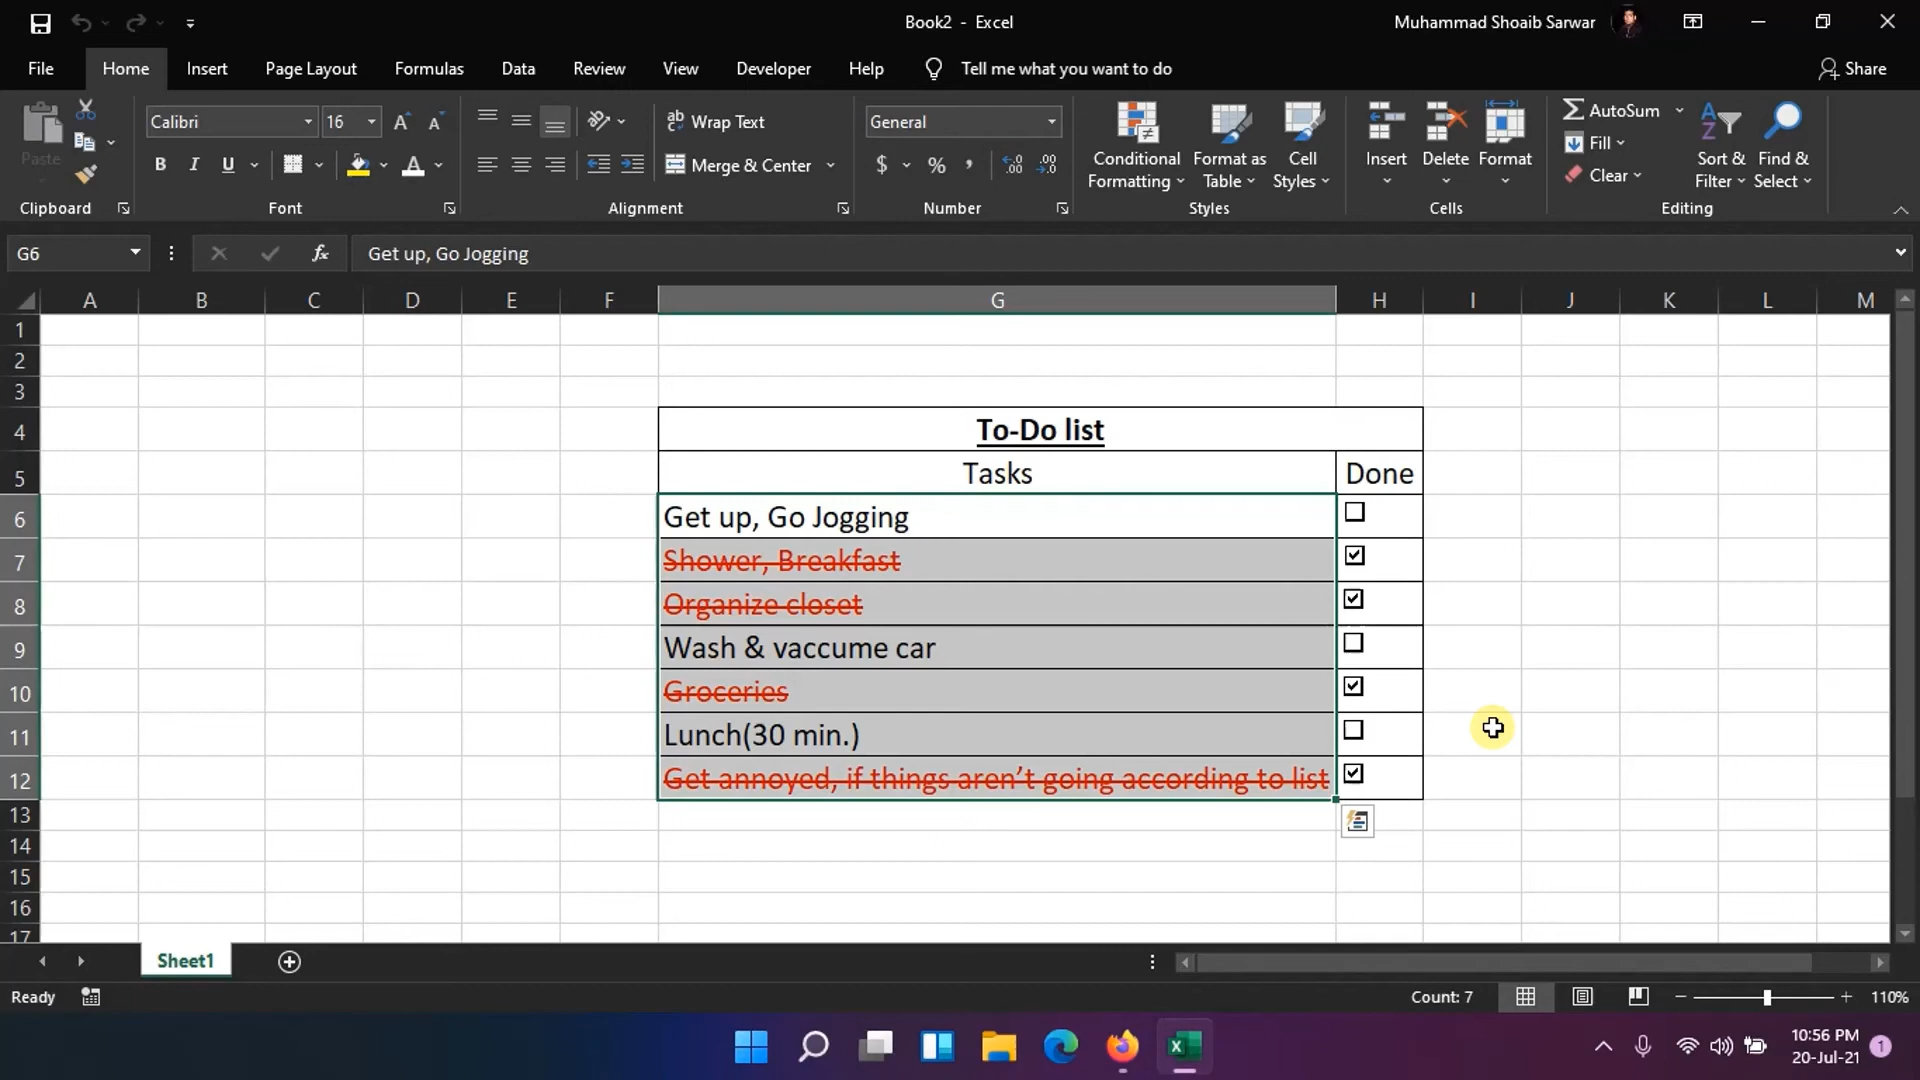 Book2 - Excel
Muhammad Shoaib Sarwar
File Home Insert Page Layout Formulas Data Review View Developer Help Tell me what you want to do Share
Paste
Clipboard
Calibri 16
B I U A
Font
ab Wrap Text
Merge & Center
Alignment
General
$ % ,
Number
Conditional Formatting
Format as Table
Cell Styles
Styles
Insert
Delete
Format
Cells
AutoSum
Fill
Clear
Sort & Filter
Find & Select
Editing
G6
fx
Get up, Go Jogging
A B C D E F G H I J K L M
1
2
3
4 To-Do list
5 Tasks Done
6 Get up, Go Jogging
7 Shower, Breakfast
8 Organize closet
9 Wash & vaccume car
10 Groceries
11 Lunch(30 min.)
12 Get annoyed, if things aren’t going according to list
13
14
15
16
17
Sheet1
Ready
Count: 7
110%
10:56 PM
20-Jul-21
1